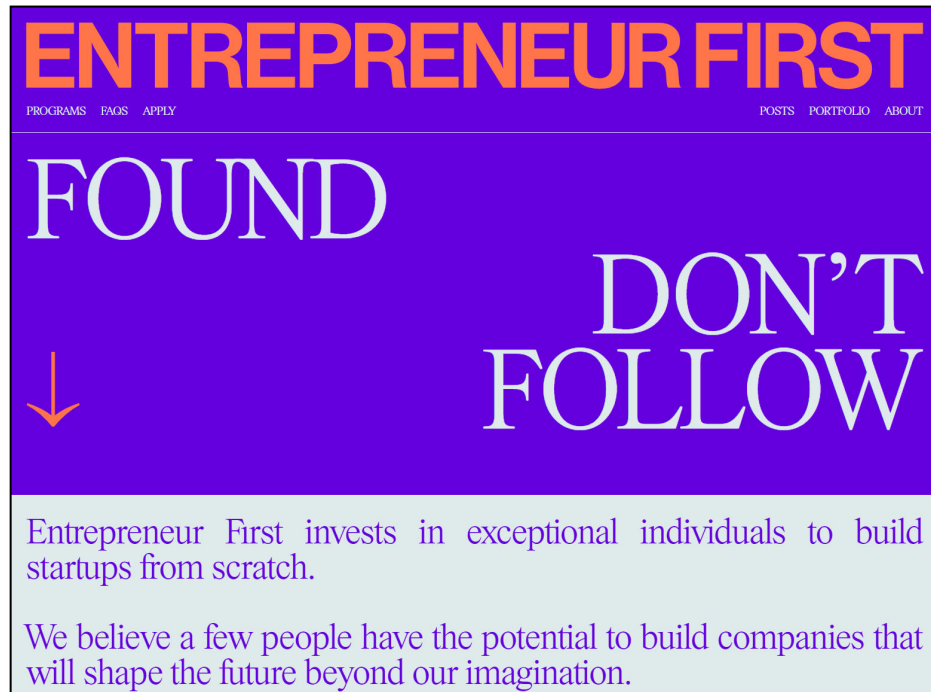 ENTREPRENEUR FIRST
PROGRAMS FAQS APPLY POSTS PORTFOLIO ABOUT
FOUND
DON'T
FOLLOW
Entrepreneur First invests in exceptional individuals to build
startups from scratch.
We believe a few people have the potential to build companies that
will shape the future beyond our imagination.